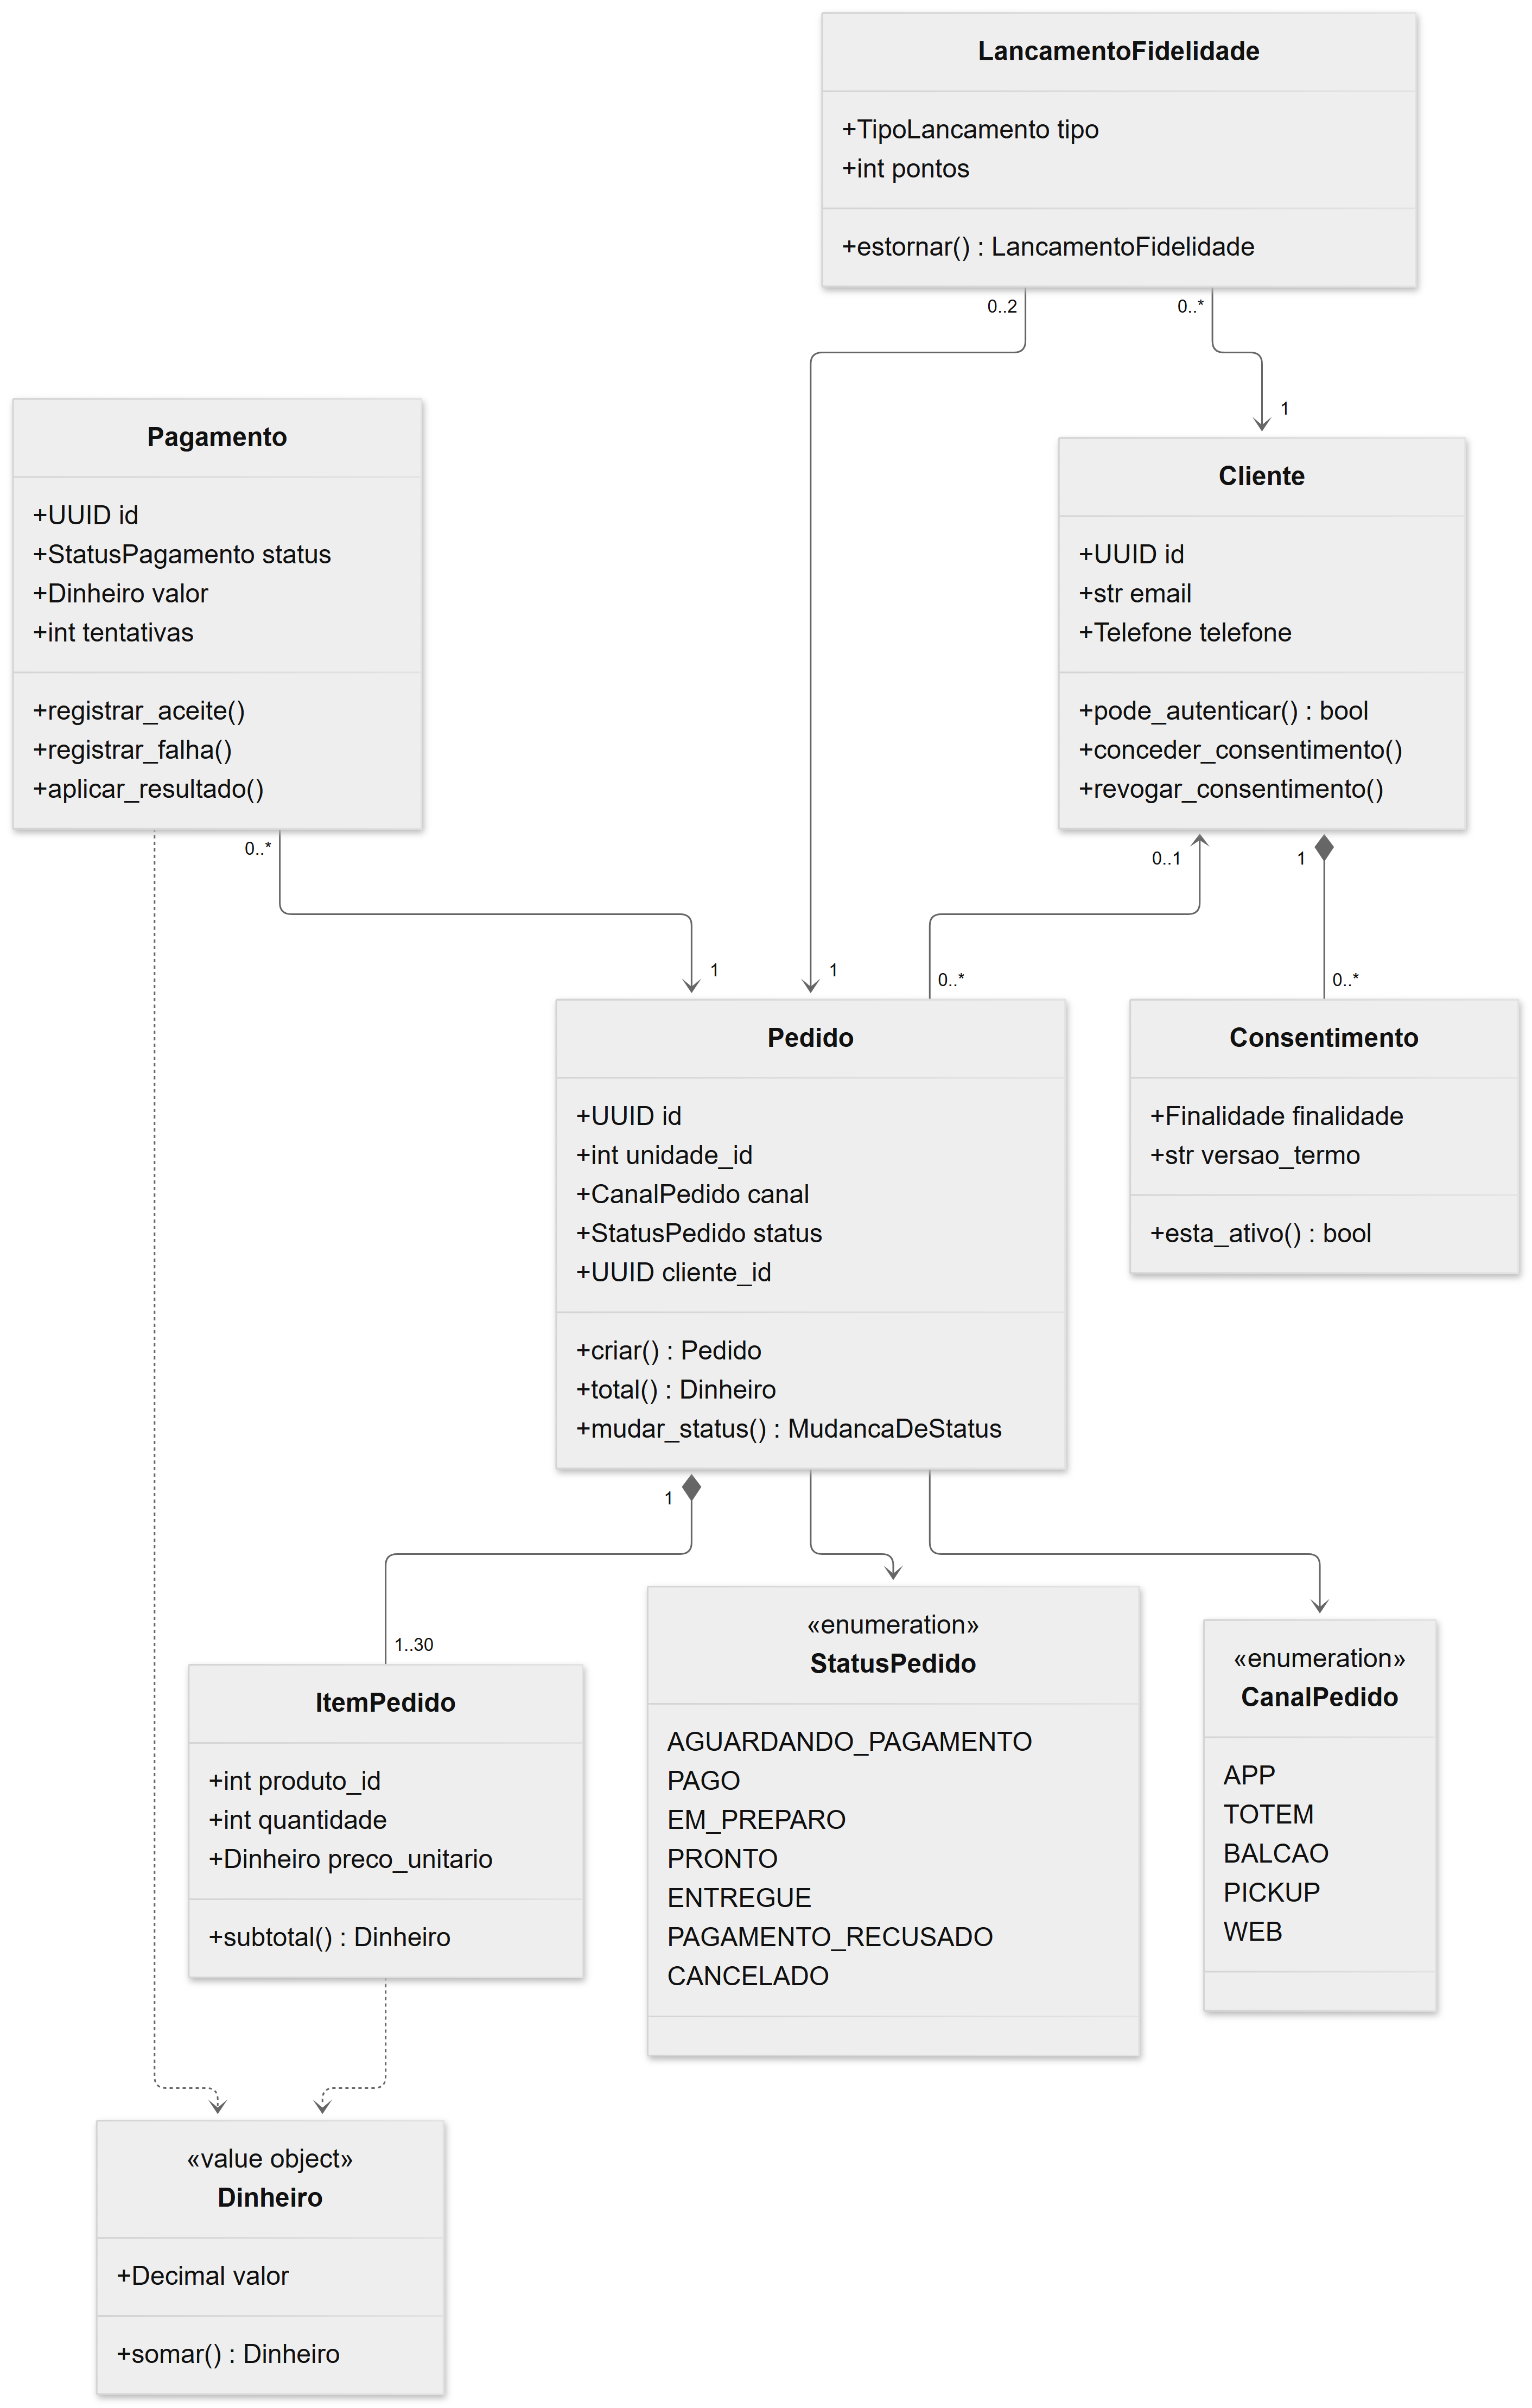 LancamentoFidelidade
+TipoLancamento tipo
+int pontos
+estornar() : LancamentoFidelidade
0..2
0..*
1
Pagamento
+UUID id
+StatusPagamento status
+Dinheiro valor
+int tentativas
+registrar_aceite()
+registrar_falha()
+aplicar_resultado()
0..*
1
1
Cliente
+UUID id
+str email
+Telefone telefone
+pode_autenticar() : bool
+conceder_consentimento()
+revogar_consentimento()
0..1
1
0..*
0..*
Pedido
+UUID id
+int unidade_id
+CanalPedido canal
+StatusPedido status
+UUID cliente_id
+criar() : Pedido
+total() : Dinheiro
+mudar_status() : MudancaDeStatus
1
Consentimento
+Finalidade finalidade
+str versao_termo
+esta_ativo() : bool
1..30
ItemPedido
+int produto_id
+int quantidade
+Dinheiro preco_unitario
+subtotal() : Dinheiro
«enumeration»
StatusPedido
AGUARDANDO_PAGAMENTO
PAGO
EM_PREPARO
PRONTO
ENTREGUE
PAGAMENTO_RECUSADO
CANCELADO
«enumeration»
CanalPedido
APP
TOTEM
BALCAO
PICKUP
WEB
«value object»
Dinheiro
+Decimal valor
+somar() : Dinheiro